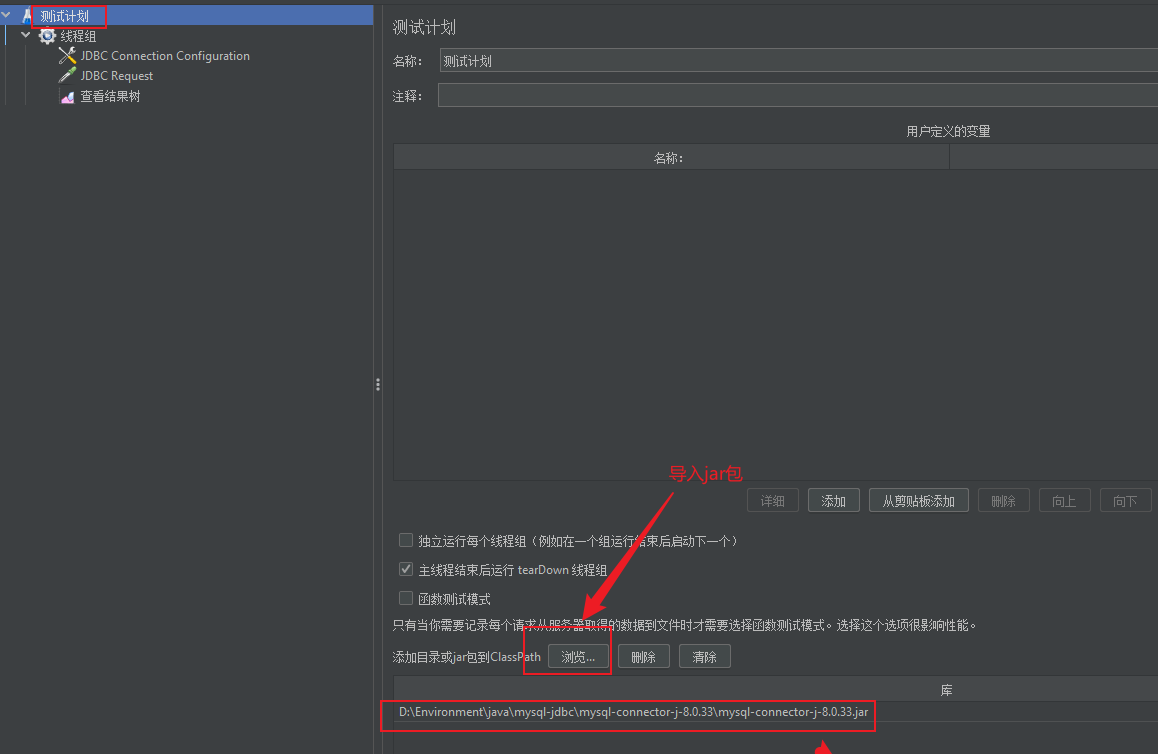 测试计划
线程组
JDBC Connection Configuration
JDBC Request
查看结果树
测试计划
名称：
测试计划
注释：
用户定义的变量
名称：
导入jar包
详细 添加 从剪贴板添加 删除 向上 向下
独立运行每个线程组（例如在一个组运行结束后启动下一个）
主线程结束后运行 tearDown 线程组
函数测试模式
只有当你需要记录每个请求从服务器取得的数据到文件时才需要选择函数测试模式。选择这个选项很影响性能。
添加目录或jar包到ClassPath 浏览... 删除 清除
库
D:\Environment\java\mysql-jdbc\mysql-connector-j-8.0.33\mysql-connector-j-8.0.33.jar